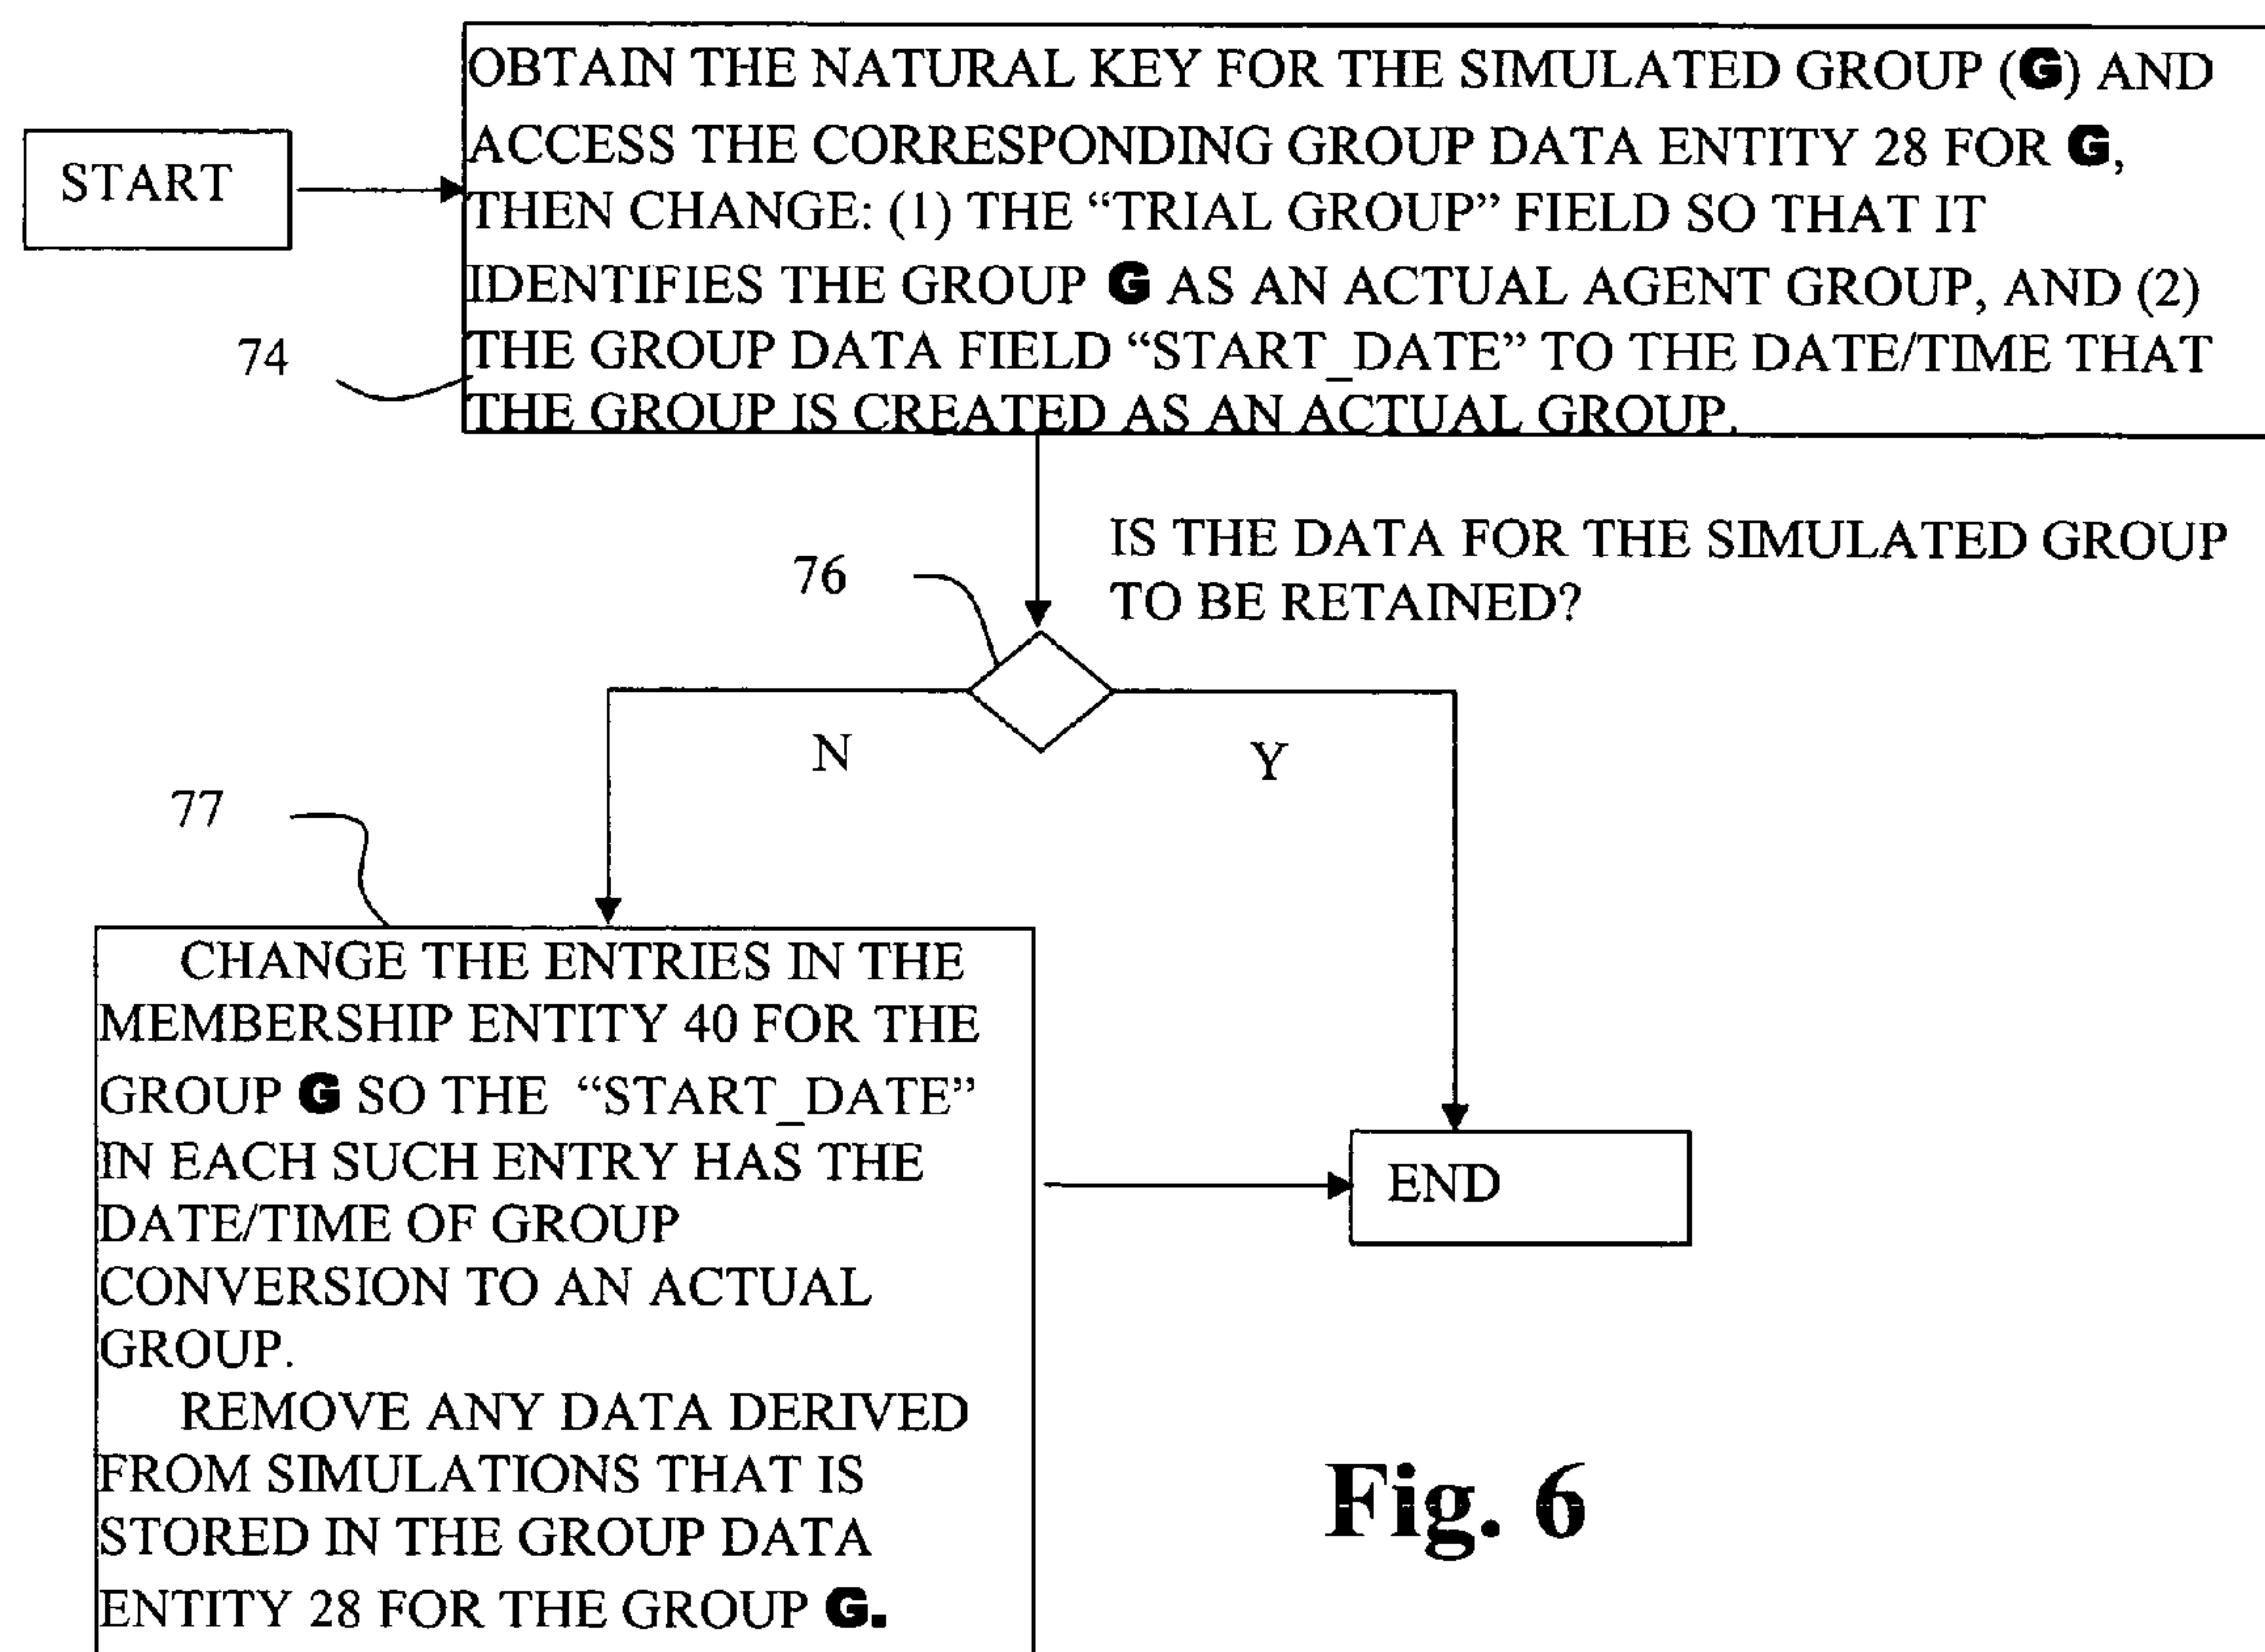 START
OBTAIN THE NATURAL KEY FOR THE SIMULATED GROUP (G) AND
ACCESS THE CORRESPONDING GROUP DATA ENTITY 28 FOR G,
THEN CHANGE: (1) THE “TRIAL GROUP” FIELD SO THAT IT
IDENTIFIES THE GROUP G AS AN ACTUAL AGENT GROUP, AND (2)
THE GROUP DATA FIELD “START_DATE” TO THE DATE/TIME THAT
THE GROUP IS CREATED AS AN ACTUAL GROUP.
74
IS THE DATA FOR THE SIMULATED GROUP
TO BE RETAINED?
76
N
Y
77
CHANGE THE ENTRIES IN THE
MEMBERSHIP ENTITY 40 FOR THE
GROUP G SO THE “START_DATE”
IN EACH SUCH ENTRY HAS THE
DATE/TIME OF GROUP
CONVERSION TO AN ACTUAL
GROUP.
REMOVE ANY DATA DERIVED
FROM SIMULATIONS THAT IS
STORED IN THE GROUP DATA
ENTITY 28 FOR THE GROUP G.
END
Fig. 6